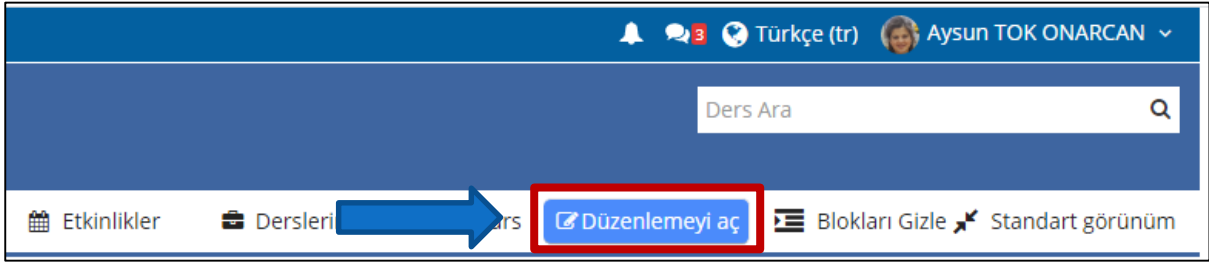 3 Türkçe (tr) Aysun TOK ONARCAN
Ders Ara
Etkinlikler Dersleri rs Düzenlemeyi aç Blokları Gizle Standart görünüm